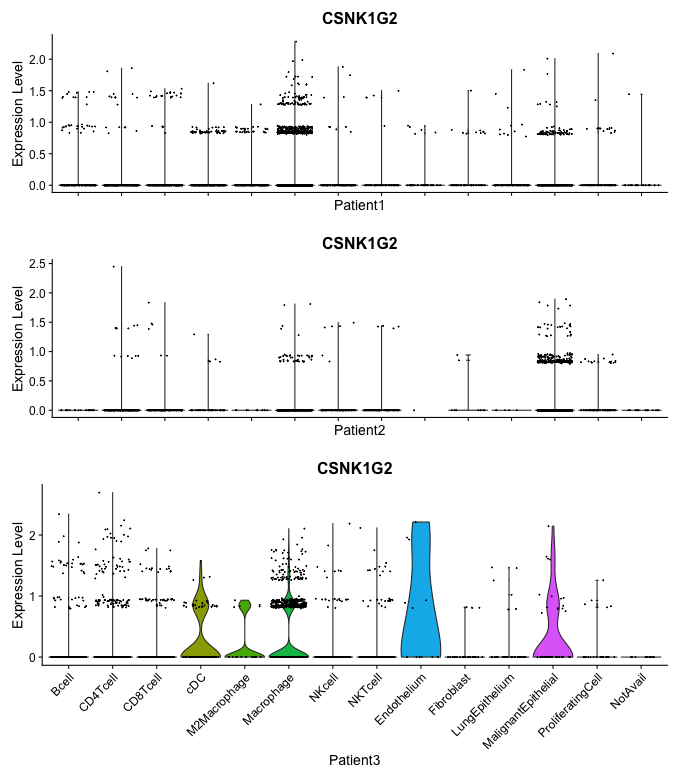 CSNK1G2
Expression Level
2.0
1.5
1.0
0.5
0.0
Patient1
CSNK1G2
Expression Level
2.5
2.0
1.5
1.0
0.5
0.0
Patient2
CSNK1G2
Expression Level
2
1
0
Bcell
CD4Tcell
CD8Tcell
cDC
M2Macrophage
Macrophage
NKcell
NKTcell
Endothelium
Fibroblast
LungEpithelium
MalignantEpithelial
ProliferatingCell
NotAvail
Patient3